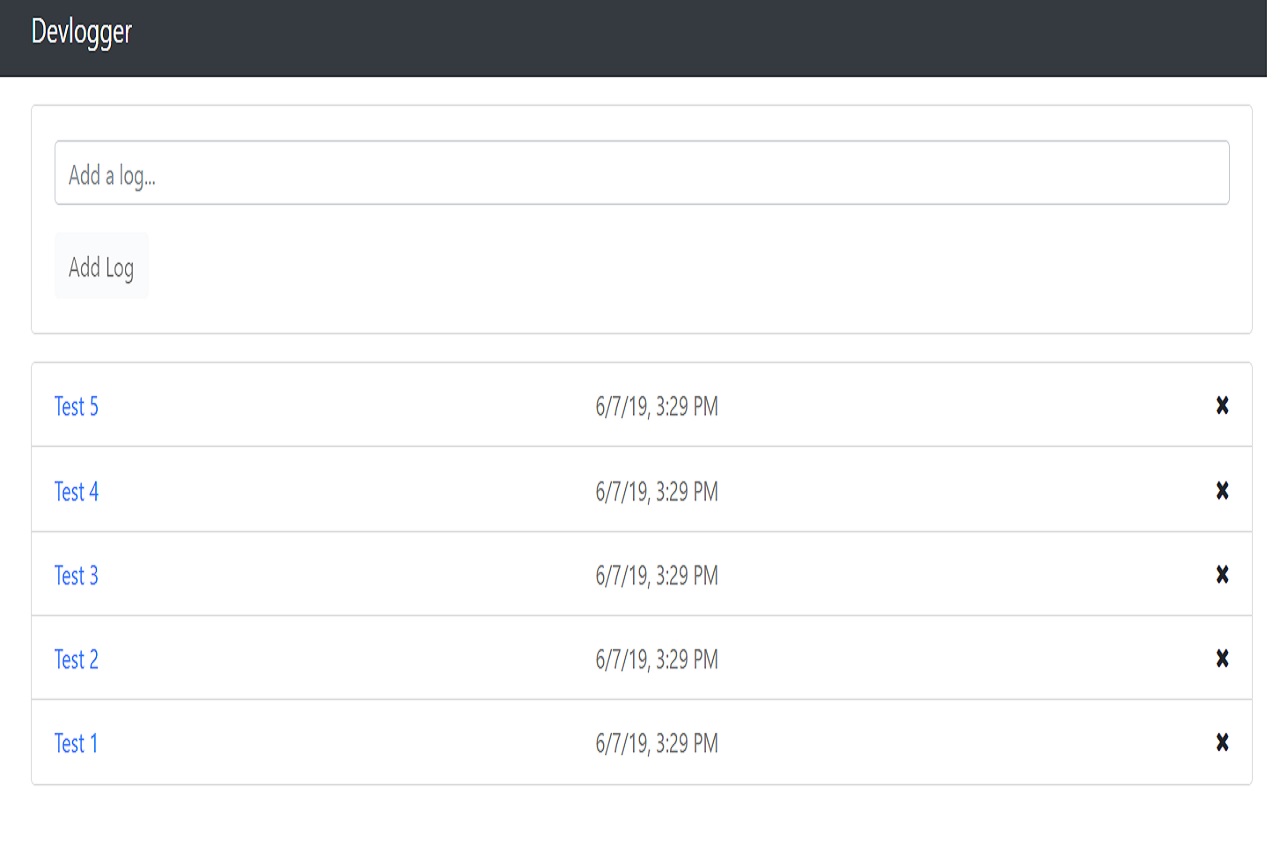 Devlogger
Add a log...
Add Log
Test 5 6/7/19, 3:29 PM ✖
Test 4 6/7/19, 3:29 PM ✖
Test 3 6/7/19, 3:29 PM ✖
Test 2 6/7/19, 3:29 PM ✖
Test 1 6/7/19, 3:29 PM ✖